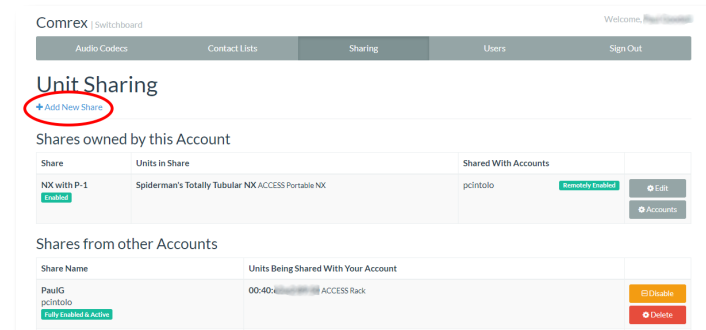 Comrex | Switchboard
Welcome,
Audio Codecs Contact Lists Sharing Users Sign Out
Unit Sharing
+ Add New Share
Shares owned by this Account
Share Units in Share Shared With Accounts
NX with P-1 Spiderman's Totally Tubular NX ACCESS Portable NX pcintolo Remotely Enabled Edit
Enabled
Accounts
Shares from other Accounts
Share Name Units Being Shared With Your Account
PaulG 00:40: ACCESS Rack Disable
pcintolo
Fully Enabled & Active Delete